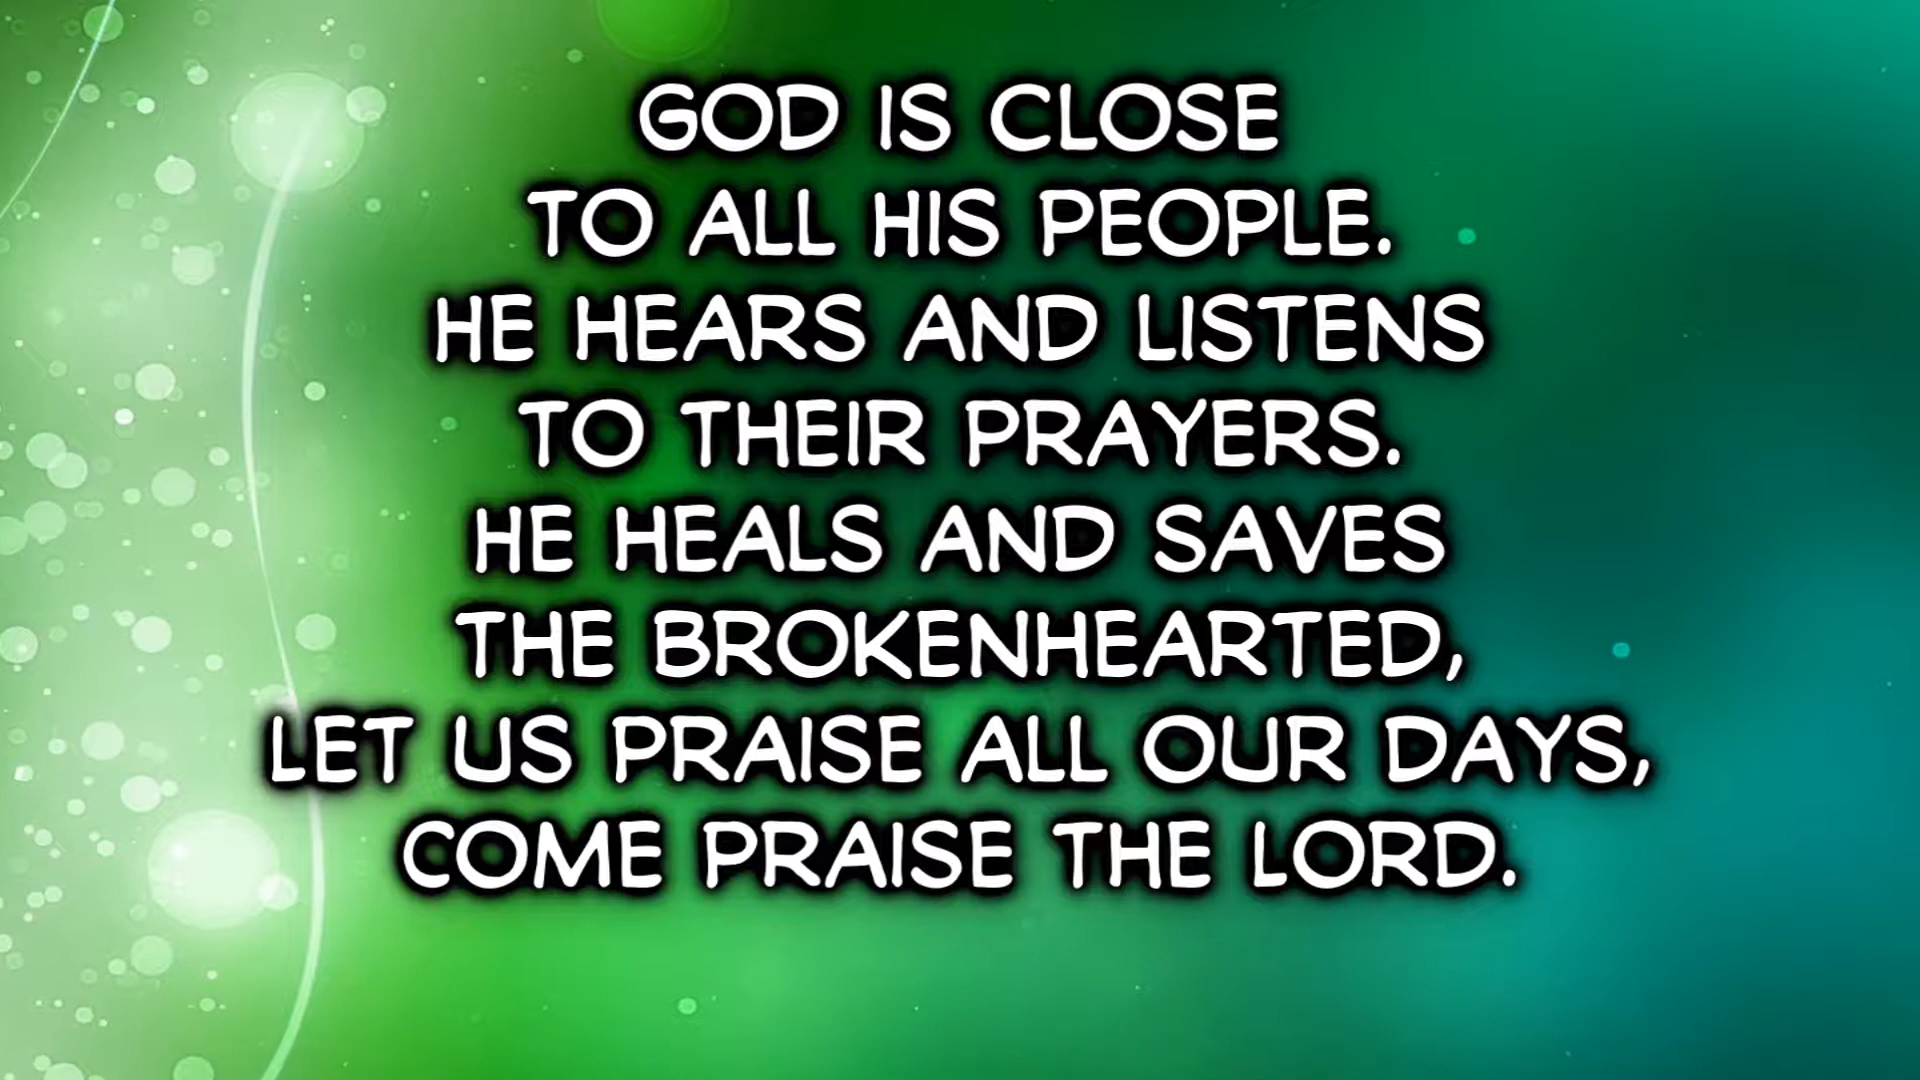 GOD IS CLOSE
TO ALL HIS PEOPLE.
HE HEARS AND LISTENS
TO THEIR PRAYERS.
HE HEALS AND SAVES
THE BROKENHEARTED,
LET US PRAISE ALL OUR DAYS,
COME PRAISE THE LORD.